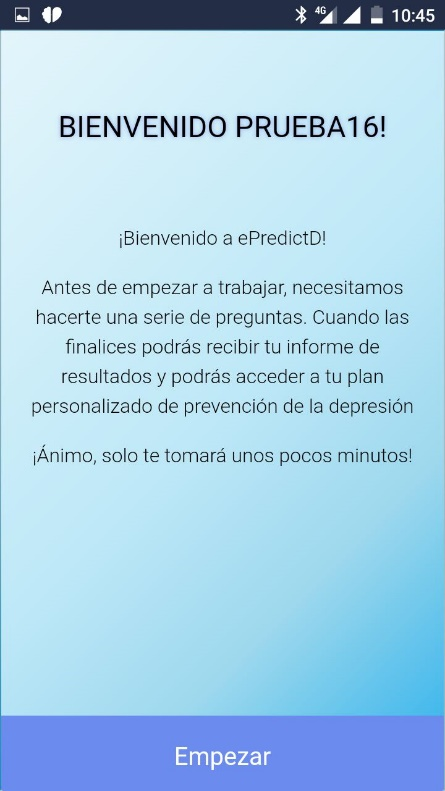 4G
10:45
BIENVENIDO PRUEBA16!
¡Bienvenido a ePredictD!
Antes de empezar a trabajar, necesitamos
hacerte una serie de preguntas. Cuando las
finalices podrás recibir tu informe de
resultados y podrás acceder a tu plan
personalizado de prevención de la depresión
¡Ánimo, solo te tomará unos pocos minutos!
Empezar